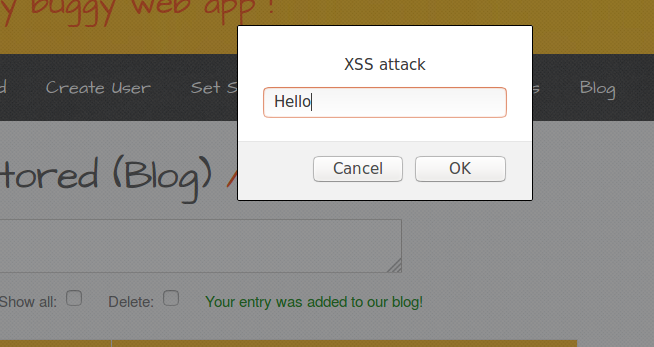 y buggy web app !
XSS attack
Hello
Create User
Set S
Blog
Cancel
OK
tored (Blog) /
Show all:
Delete:
Your entry was added to our blog!